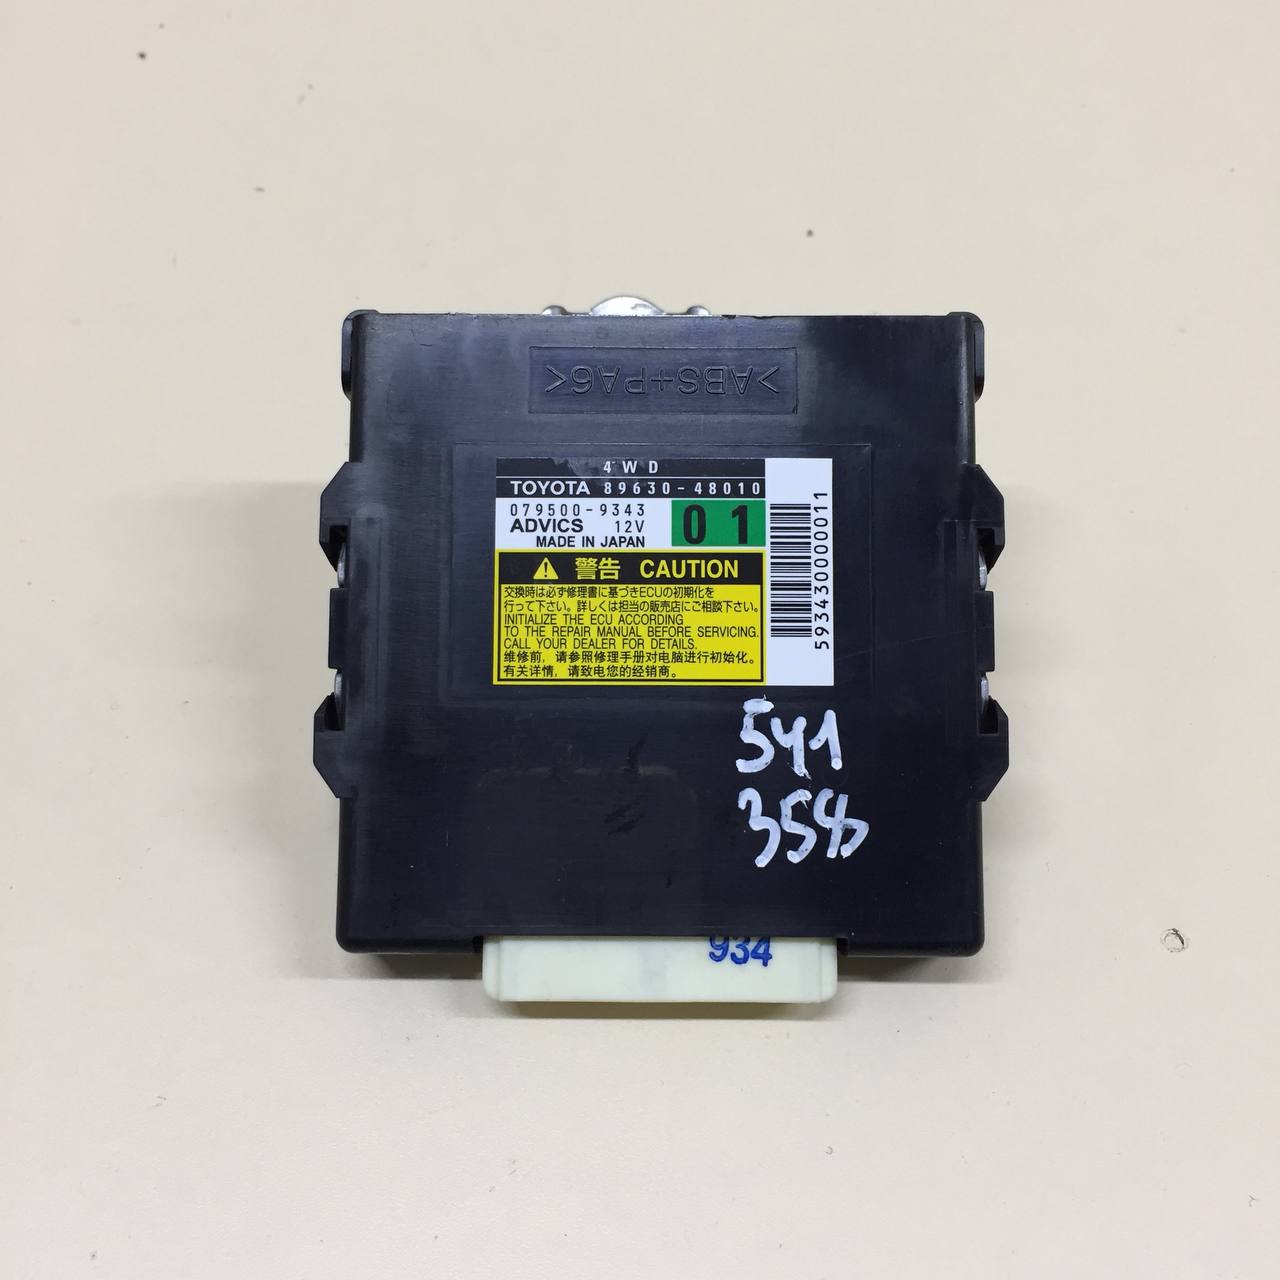 >ABS+PA6<
4WD
TOYOTA 89630-48010
079500-9343
ADVICS 12V
MADE IN JAPAN
01
593430000011
警告 CAUTION
交換時は必ず修理書に基づきECUの初期化を
行って下さい。詳しくは担当の販売店にご相談下さい。
INITIALIZE THE ECU ACCORDING
TO THE REPAIR MANUAL BEFORE SERVICING.
CALL YOUR DEALER FOR DETAILS.
维修前, 请参照修理手册对电脑进行初始化。
有关详情, 请致电您的经销商。
541
358
934